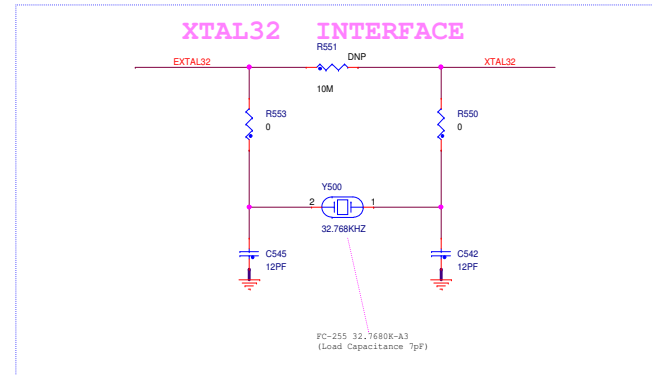 XTAL32 INTERFACE
R551
DNP
EXTAL32
XTAL32
10M
R553
0
R550
0
Y500
2
1
32.768KHZ
C545
12PF
C542
12PF
FC-255 32.7680K-A3
(Load Capacitance 7pF)